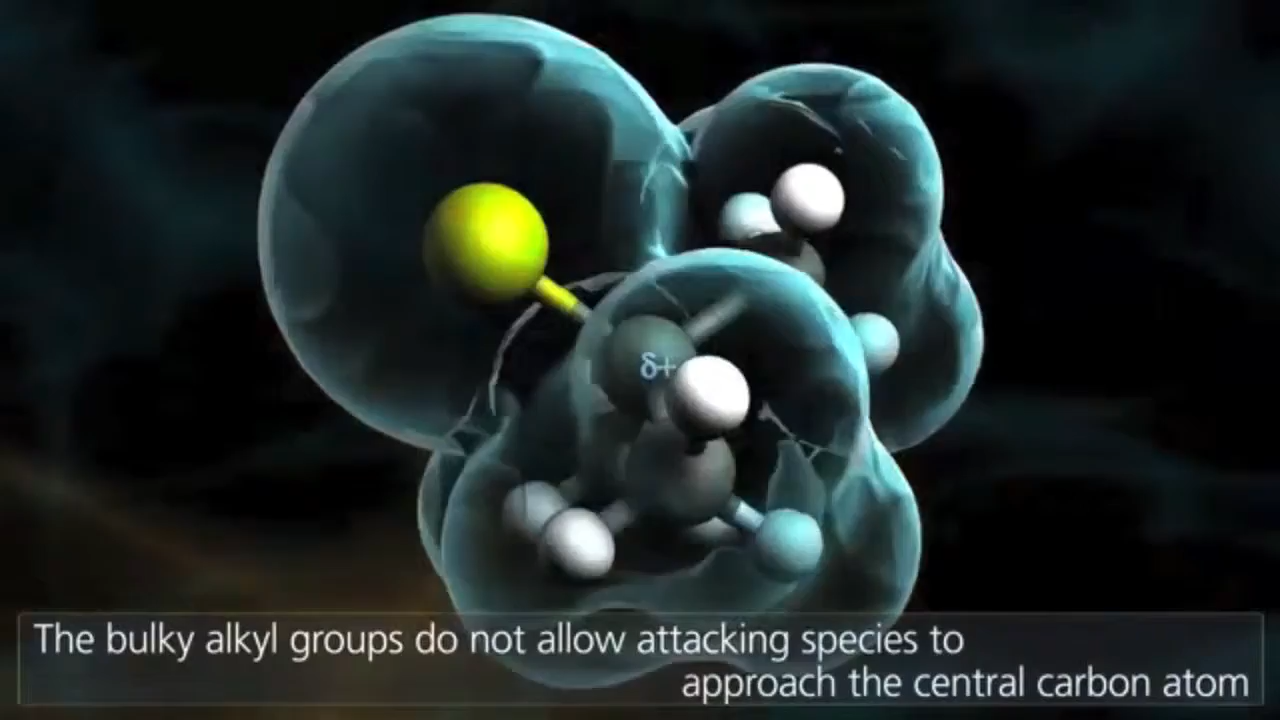 δ+
The bulky alkyl groups do not allow attacking species to
approach the central carbon atom